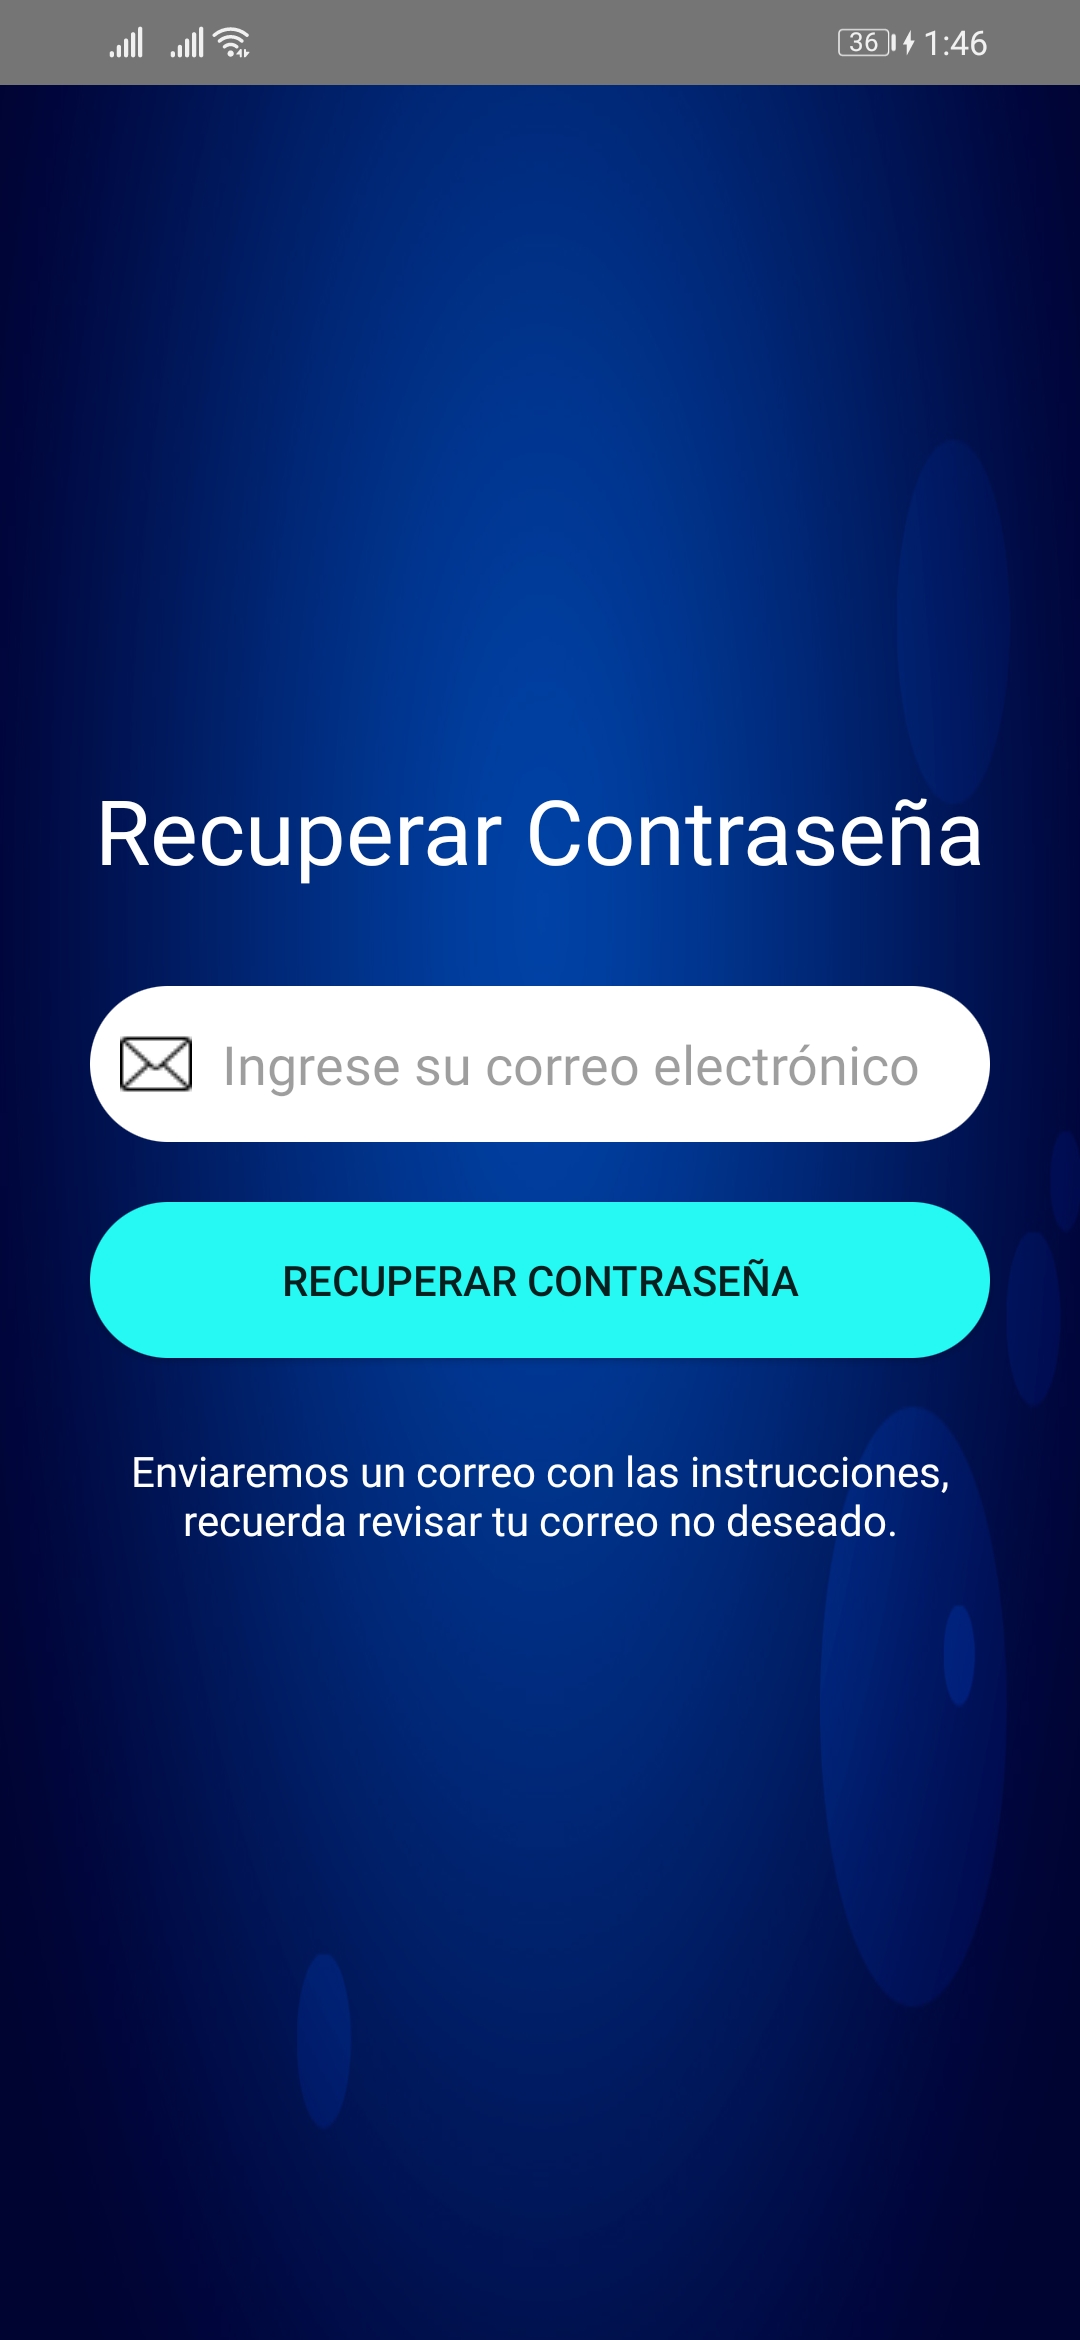 36 1:46
Recuperar Contraseña
Ingrese su correo electrónico
RECUPERAR CONTRASEÑA
Enviaremos un correo con las instrucciones,
recuerda revisar tu correo no deseado.